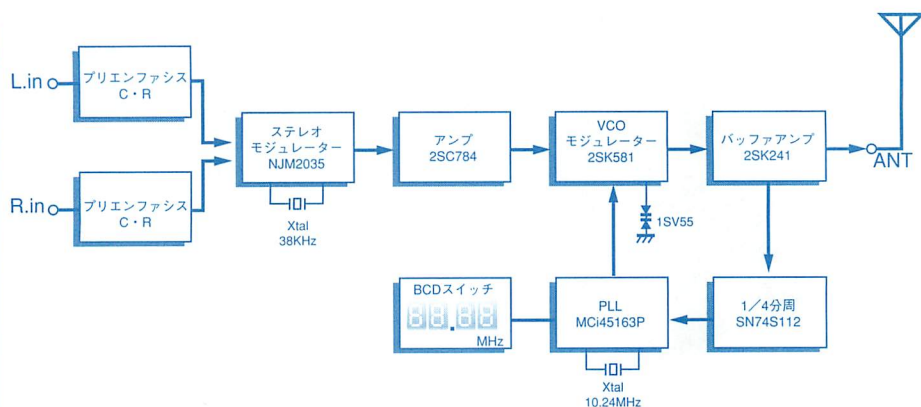 L.in
プリエンファシス
C・R
R.in
プリエンファシス
C・R
ステレオ
モジュレーター
NJM2035
Xtal
38KHz
アンプ
2SC784
VCO
モジュレーター
2SK581
1SV55
バッファアンプ
2SK241
ANT
BCDスイッチ
88.88
MHz
PLL
MCi45163P
Xtal
10.24MHz
1/4分周
SN74S112